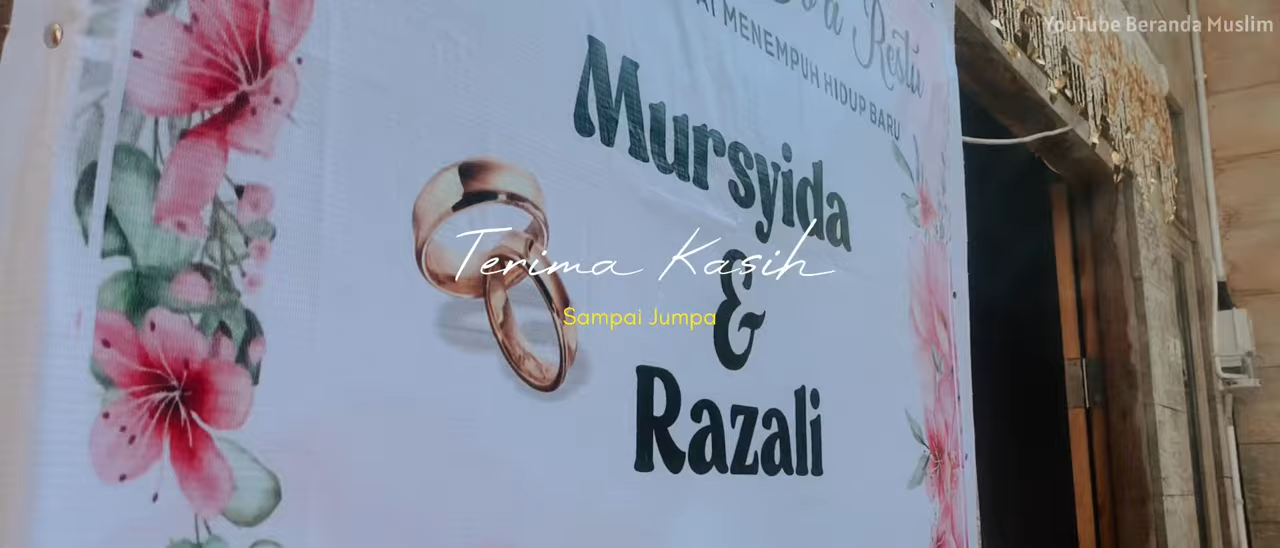 YouTube Beranda Muslim
Restu
MENEMPUH HIDUP BARU
Mursyida
&
Razali
Terima Kasih
Sampai Jumpa